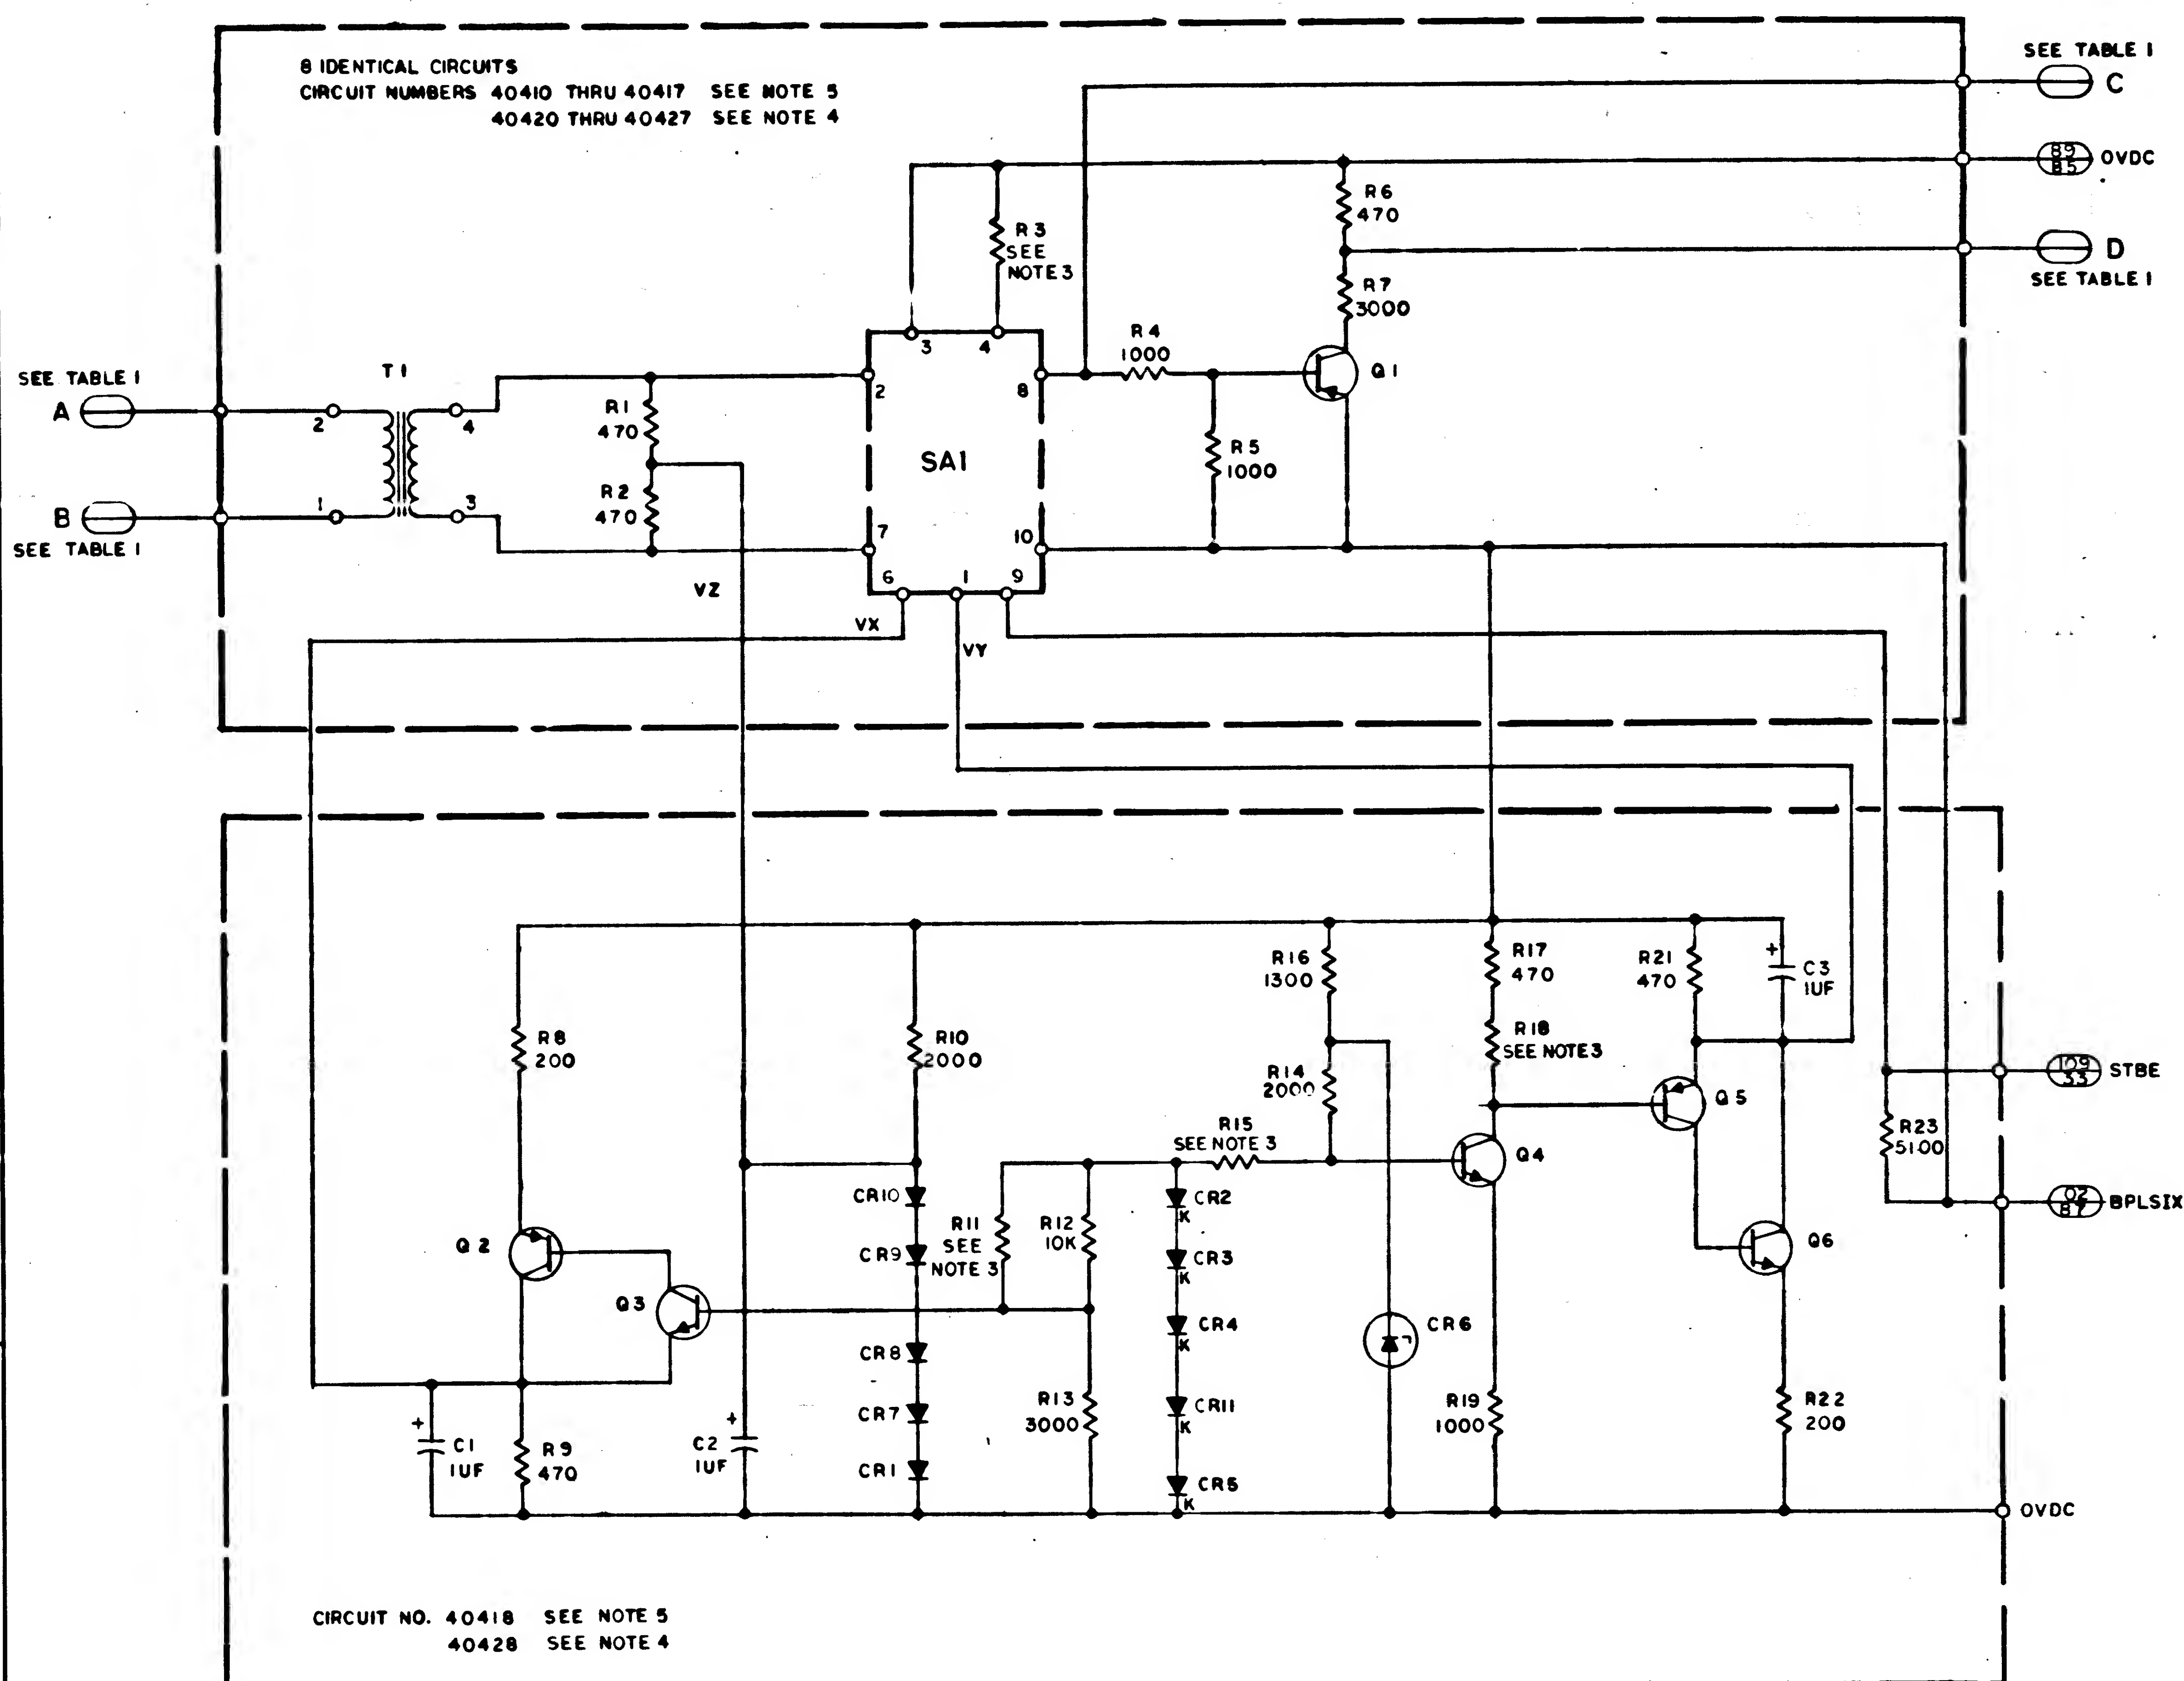 8 IDENTICAL CIRCUITS
CIRCUIT NUMBERS 40410 THRU 40417 SEE NOTE 5
40420 THRU 40427 SEE NOTE 4
SEE TABLE I
C
89
85
OVDC
D
SEE TABLE I
R6
470
R3
SEE
NOTE 3
R7
3000
R4
1000
Q1
R5
1000
3
4
2
8
SA1
7
10
6
1
9
SEE TABLE I
A
T1
2
4
R1
470
R2
470
B
1
3
SEE TABLE I
VZ
VX
VY
R8
200
R10
2000
R16
1300
R17
470
R21
470
+
C3
1UF
R18
SEE NOTE 3
R14
2000
R15
SEE NOTE 3
Q5
109
33
STBE
R23
5100
Q4
02
87
BPLSIX
CR10
CR2
K
R11
SEE
NOTE 3
R12
10K
Q2
CR9
CR3
K
Q6
Q3
CR8
CR4
K
CR6
+
C1
1UF
R9
470
+
C2
1UF
CR7
R13
3000
CR11
K
R19
1000
R22
200
CR1
CR5
K
OVDC
CIRCUIT NO. 40418 SEE NOTE 5
40428 SEE NOTE 4